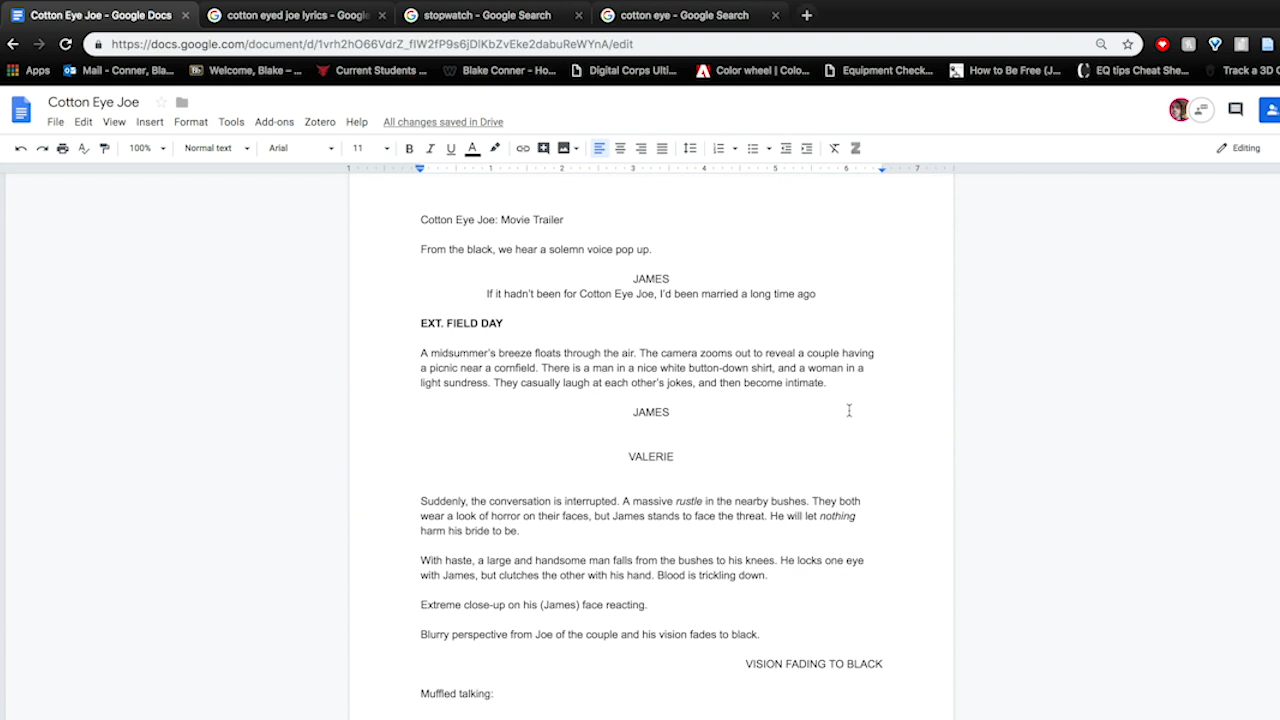 Cotton Eye Joe - Google Docs
cotton eyed joe lyrics - Google
stopwatch - Google Search
cotton eye - Google Search
https://docs.google.com/document/d/1vrh2hO66VdrZ_fIW2fP9s6jDIKbZvEke2dabuReWYnA/edit
Apps Mail - Conner, Bla... Welcome, Blake – ... Current Students ... Blake Conner - Ho... Digital Corps Ulti... Color wheel | Colo... Equipment Check... How to Be Free (J... EQ tips Cheat She... Track a 3D
Cotton Eye Joe
File Edit View Insert Format Tools Add-ons Zotero Help All changes saved in Drive
100% Normal text Arial 11 B I U A Editing
1 1 2 3 4 5 6 7
Cotton Eye Joe: Movie Trailer
From the black, we hear a solemn voice pop up.
JAMES
If it hadn't been for Cotton Eye Joe, I'd been married a long time ago
EXT. FIELD DAY
A midsummer's breeze floats through the air. The camera zooms out to reveal a couple having
a picnic near a cornfield. There is a man in a nice white button-down shirt, and a woman in a
light sundress. They casually laugh at each other's jokes, and then become intimate.
JAMES
VALERIE
Suddenly, the conversation is interrupted. A massive rustle in the nearby bushes. They both
wear a look of horror on their faces, but James stands to face the threat. He will let nothing
harm his bride to be.
With haste, a large and handsome man falls from the bushes to his knees. He locks one eye
with James, but clutches the other with his hand. Blood is trickling down.
Extreme close-up on his (James) face reacting.
Blurry perspective from Joe of the couple and his vision fades to black.
VISION FADING TO BLACK
Muffled talking: